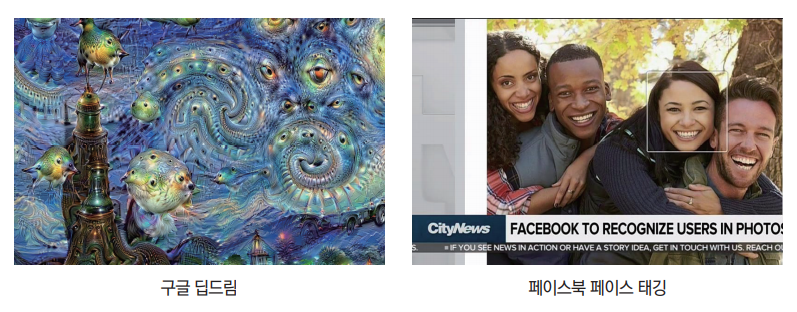 CityNews
FACEBOOK TO RECOGNIZE USERS IN PHOTOS
S. ▪ IF YOU SEE NEWS IN ACTION OR HAVE A STORY IDEA, GET IN TOUCH WITH US. REACH OU
구글 딥드림
페이스북 페이스 태깅